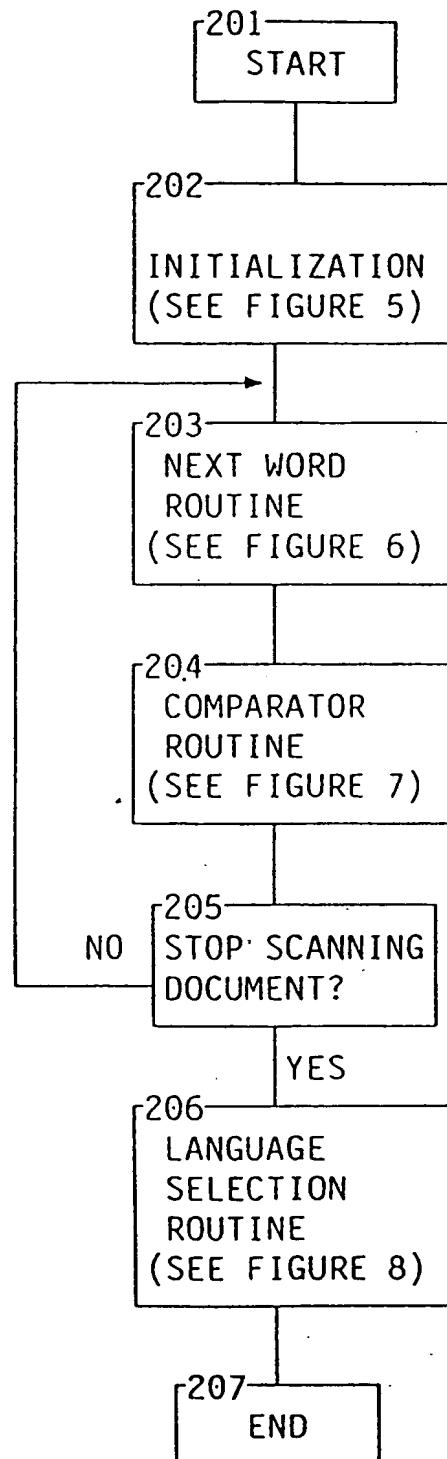 201
START
202
INITIALIZATION
(SEE FIGURE 5)
203
NEXT WORD
ROUTINE
(SEE FIGURE 6)
204
COMPARATOR
ROUTINE
(SEE FIGURE 7)
205
NO STOP SCANNING
DOCUMENT?
YES
206
LANGUAGE
SELECTION
ROUTINE
(SEE FIGURE 8)
207
END